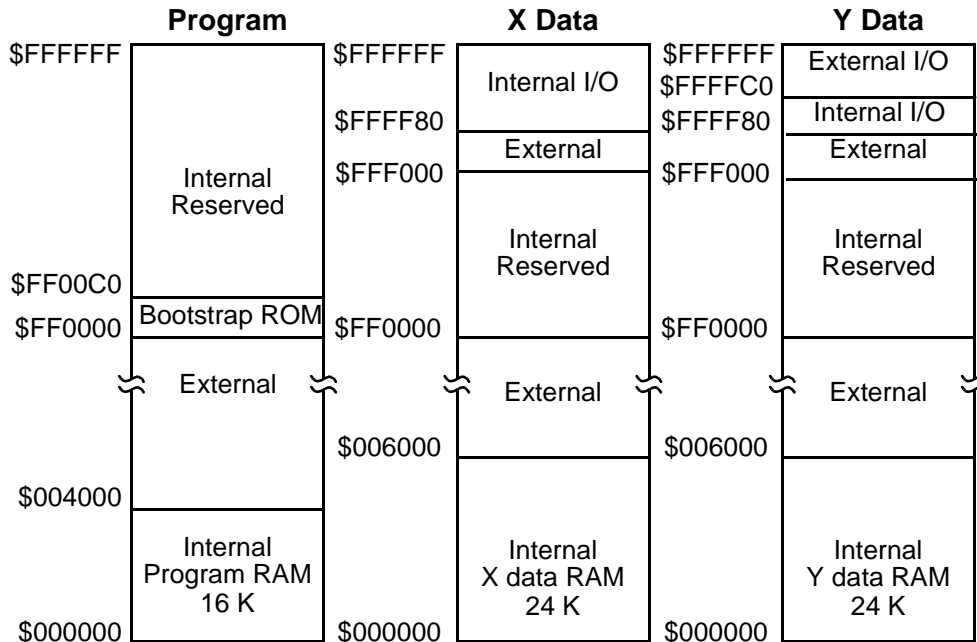 Program
X Data
Y Data
$FFFFFF
$FFFFFF
$FFFFFF
External I/O
Internal I/O
$FFFFC0
Internal I/O
$FFFF80
$FFFF80
External
External
$FFF000
$FFF000
Internal
Reserved
Internal
Reserved
Internal
Reserved
$FF00C0
Bootstrap ROM
$FF0000
$FF0000
$FF0000
External
External
External
$006000
$006000
$004000
Internal
Program RAM
16 K
Internal
X data RAM
24 K
Internal
Y data RAM
24 K
$000000
$000000
$000000